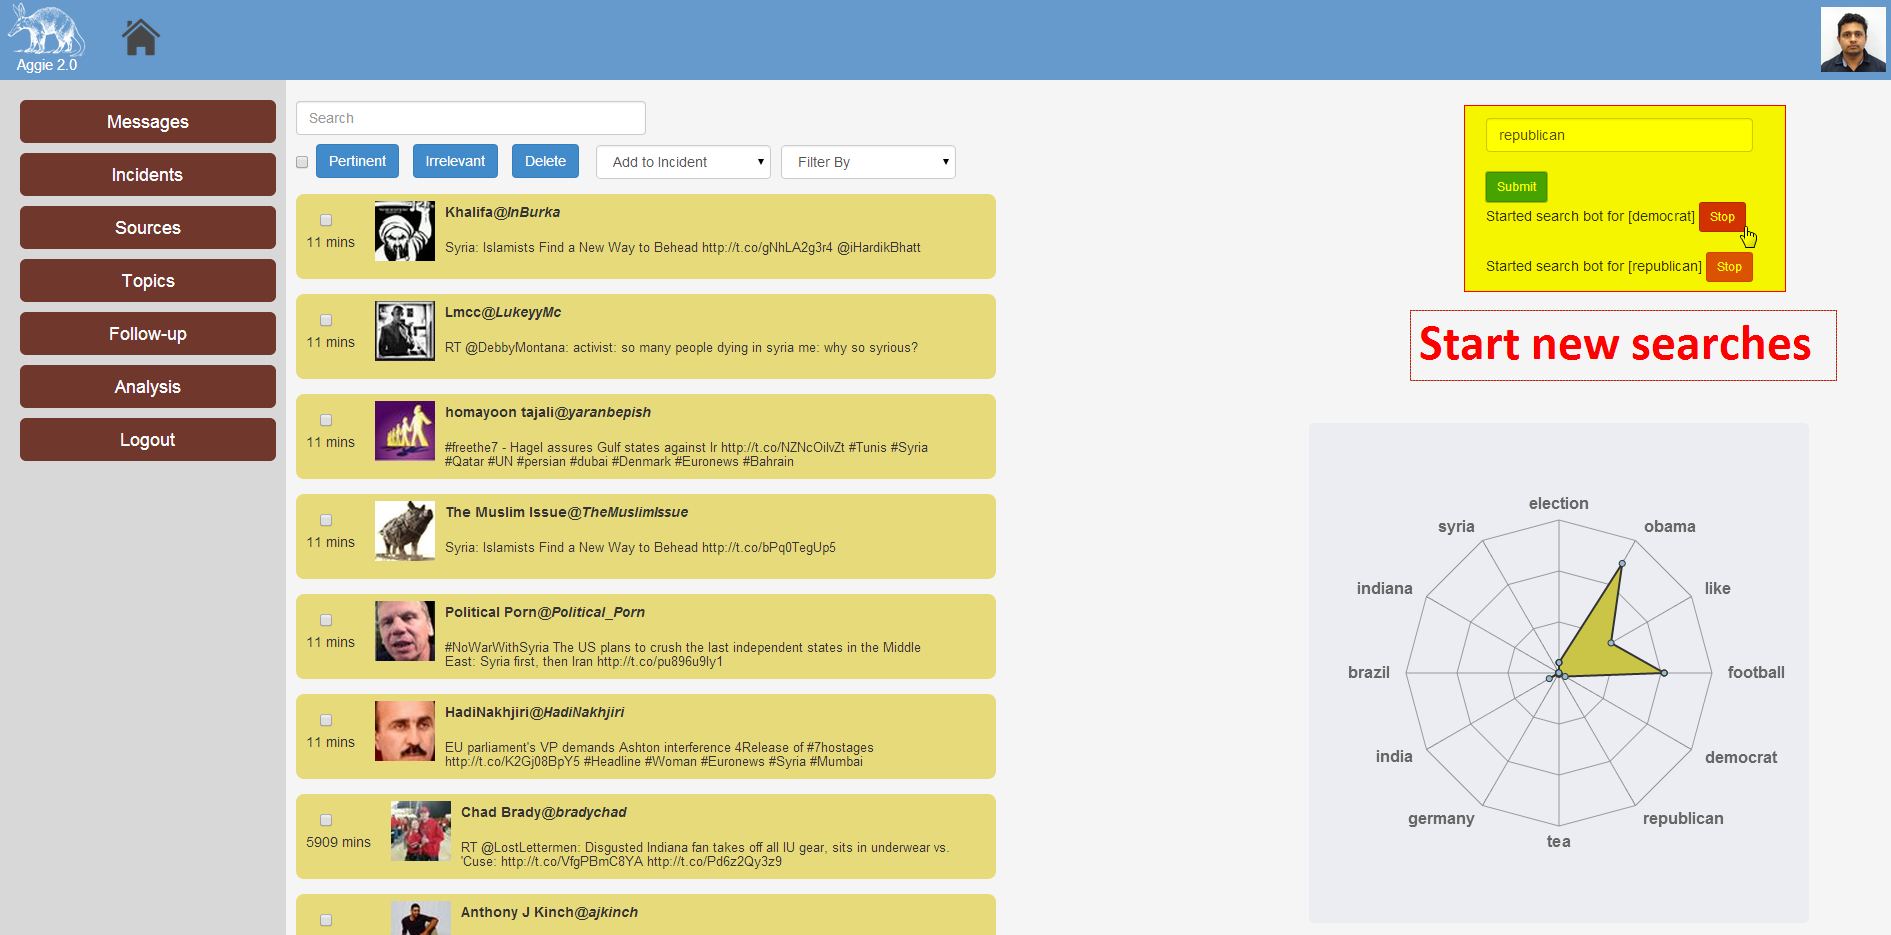 Aggie 2.0
Messages
Incidents
Sources
Topics
Follow-up
Analysis
Logout
Search
Pertinent
Irrelevant
Delete
Add to Incident
Filter By
11 mins
Khalifa@InBurka
Syria: Islamists Find a New Way to Behead http://t.co/gNhLA2g3r4 @iHardikBhatt
11 mins
Lmcc@LukeyyMc
RT @DebbyMontana: activist: so many people dying in syria me: why so syrious?
11 mins
homayoon tajali@yaranbepish
#freethe7 - Hagel assures Gulf states against Ir http://t.co/NZNcOilvZt #Tunis #Syria
#Qatar #UN #persian #dubai #Denmark #Euronews #Bahrain
11 mins
The Muslim Issue@TheMuslimIssue
Syria: Islamists Find a New Way to Behead http://t.co/bPq0TegUp5
11 mins
Political Porn@Political_Porn
#NoWarWithSyria The US plans to crush the last independent states in the Middle
East: Syria first, then Iran http://t.co/pu896u9ly1
11 mins
HadiNakhjiri@HadiNakhjiri
EU parliament's VP demands Ashton interference 4Release of #7hostages
http://t.co/K2Gj08BpY5 #Headline #Woman #Euronews #Syria #Mumbai
5909 mins
Chad Brady@bradychad
RT @LostLettermen: Disgusted Indiana fan takes off all IU gear, sits in underwear vs.
'Cuse: http://t.co/VfgPBmC8YA http://t.co/Pd6z2Qy3z9
Anthony J Kinch@ajkinch
republican
Submit
Started search bot for [democrat] Stop
Started search bot for [republican] Stop
Start new searches
election
obama
like
football
democrat
republican
tea
germany
india
brazil
indiana
syria